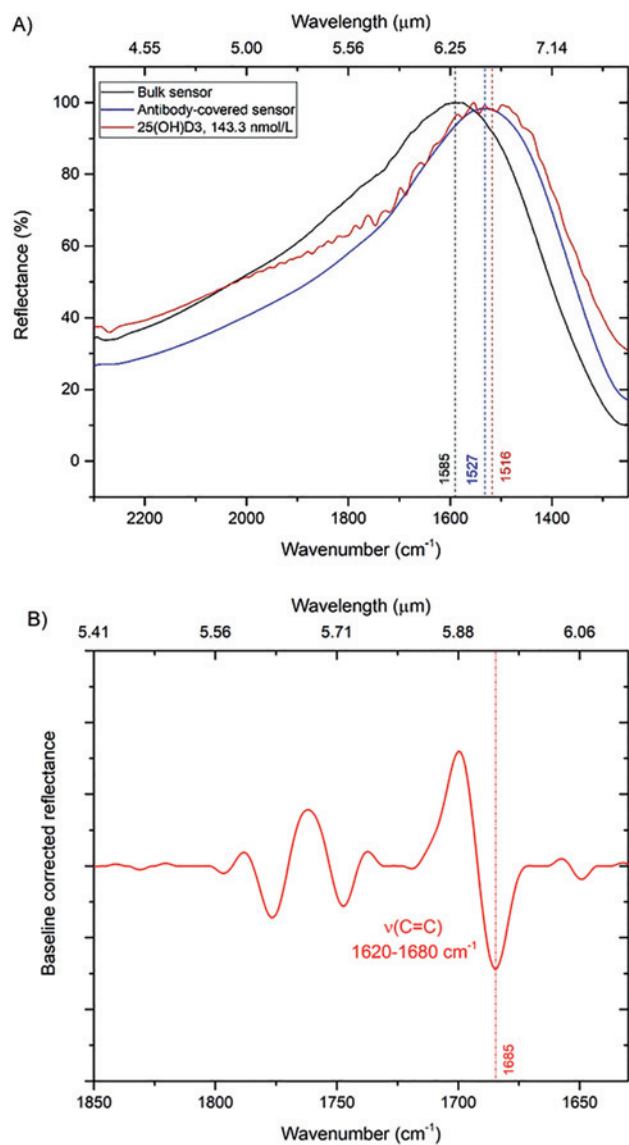 A)
Wavelength (μm)
4.55 5.00 5.56 6.25 7.14
Bulk sensor
Antibody-covered sensor
25(OH)D3, 143.3 nmol/L
Reflectance (%)
100
80
60
40
20
0
1585
1527
1516
2200 2000 1800 1600 1400
Wavenumber (cm⁻¹)
B)
Wavelength (μm)
5.41 5.56 5.71 5.88 6.06
Baseline corrected reflectance
ν(C=C)
1620-1680 cm⁻¹
1685
1850 1800 1750 1700 1650
Wavenumber (cm⁻¹)